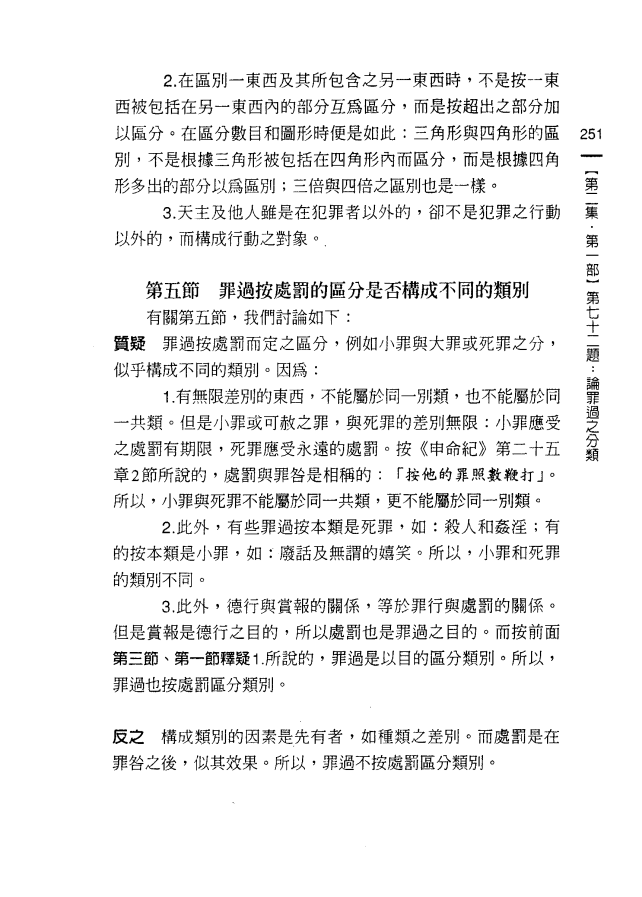 2.在區別一東西及其所包含之另一東西時，不是按一東
西被包括在另一東西內的部分互爲區分，而是按超出之部分加
以區分。在區分數目和圖形時便是如此：三角形與四角形的區
別，不是根據三角形被包括在四角形內而區分，而是根據四角
形多出的部分以爲區別；三倍與四倍之區別也是一樣。
3.天主及他人雖是在犯罪者以外的，卻不是犯罪之行動
以外的，而構成行動之對象。
第五節　罪過按處罰的區分是否構成不同的類別
有關第五節，我們討論如下：
質疑　罪過按處罰而定之區分，例如小罪與大罪或死罪之分，
似乎構成不同的類別。因爲：
1.有無限差別的東西，不能屬於同一別類，也不能屬於同
一共類。但是小罪或可赦之罪，與死罪的差別無限：小罪應受
之處罰有期限，死罪應受永遠的處罰。按《申命紀》第二十五
章2節所說的，處罰與罪咎是相稱的：「按他的罪照數鞭打」。
所以，小罪與死罪不能屬於同一共類，更不能屬於同一別類。
2.此外，有些罪過按本類是死罪，如：殺人和姦淫；有
的按本類是小罪，如：廢話及無謂的嬉笑。所以，小罪和死罪
的類別不同。
3.此外，德行與賞報的關係，等於罪行與處罰的關係。
但是賞報是德行之目的，所以處罰也是罪過之目的。而按前面
第三節、第一節釋疑1.所說的，罪過是以目的區分類別。所以，
罪過也按處罰區分類別。
反之　構成類別的因素是先有者，如種類之差別。而處罰是在
罪咎之後，似其效果。所以，罪過不按處罰區分類別。
251
【第二集．第一部】第七十二題：論罪過之分類